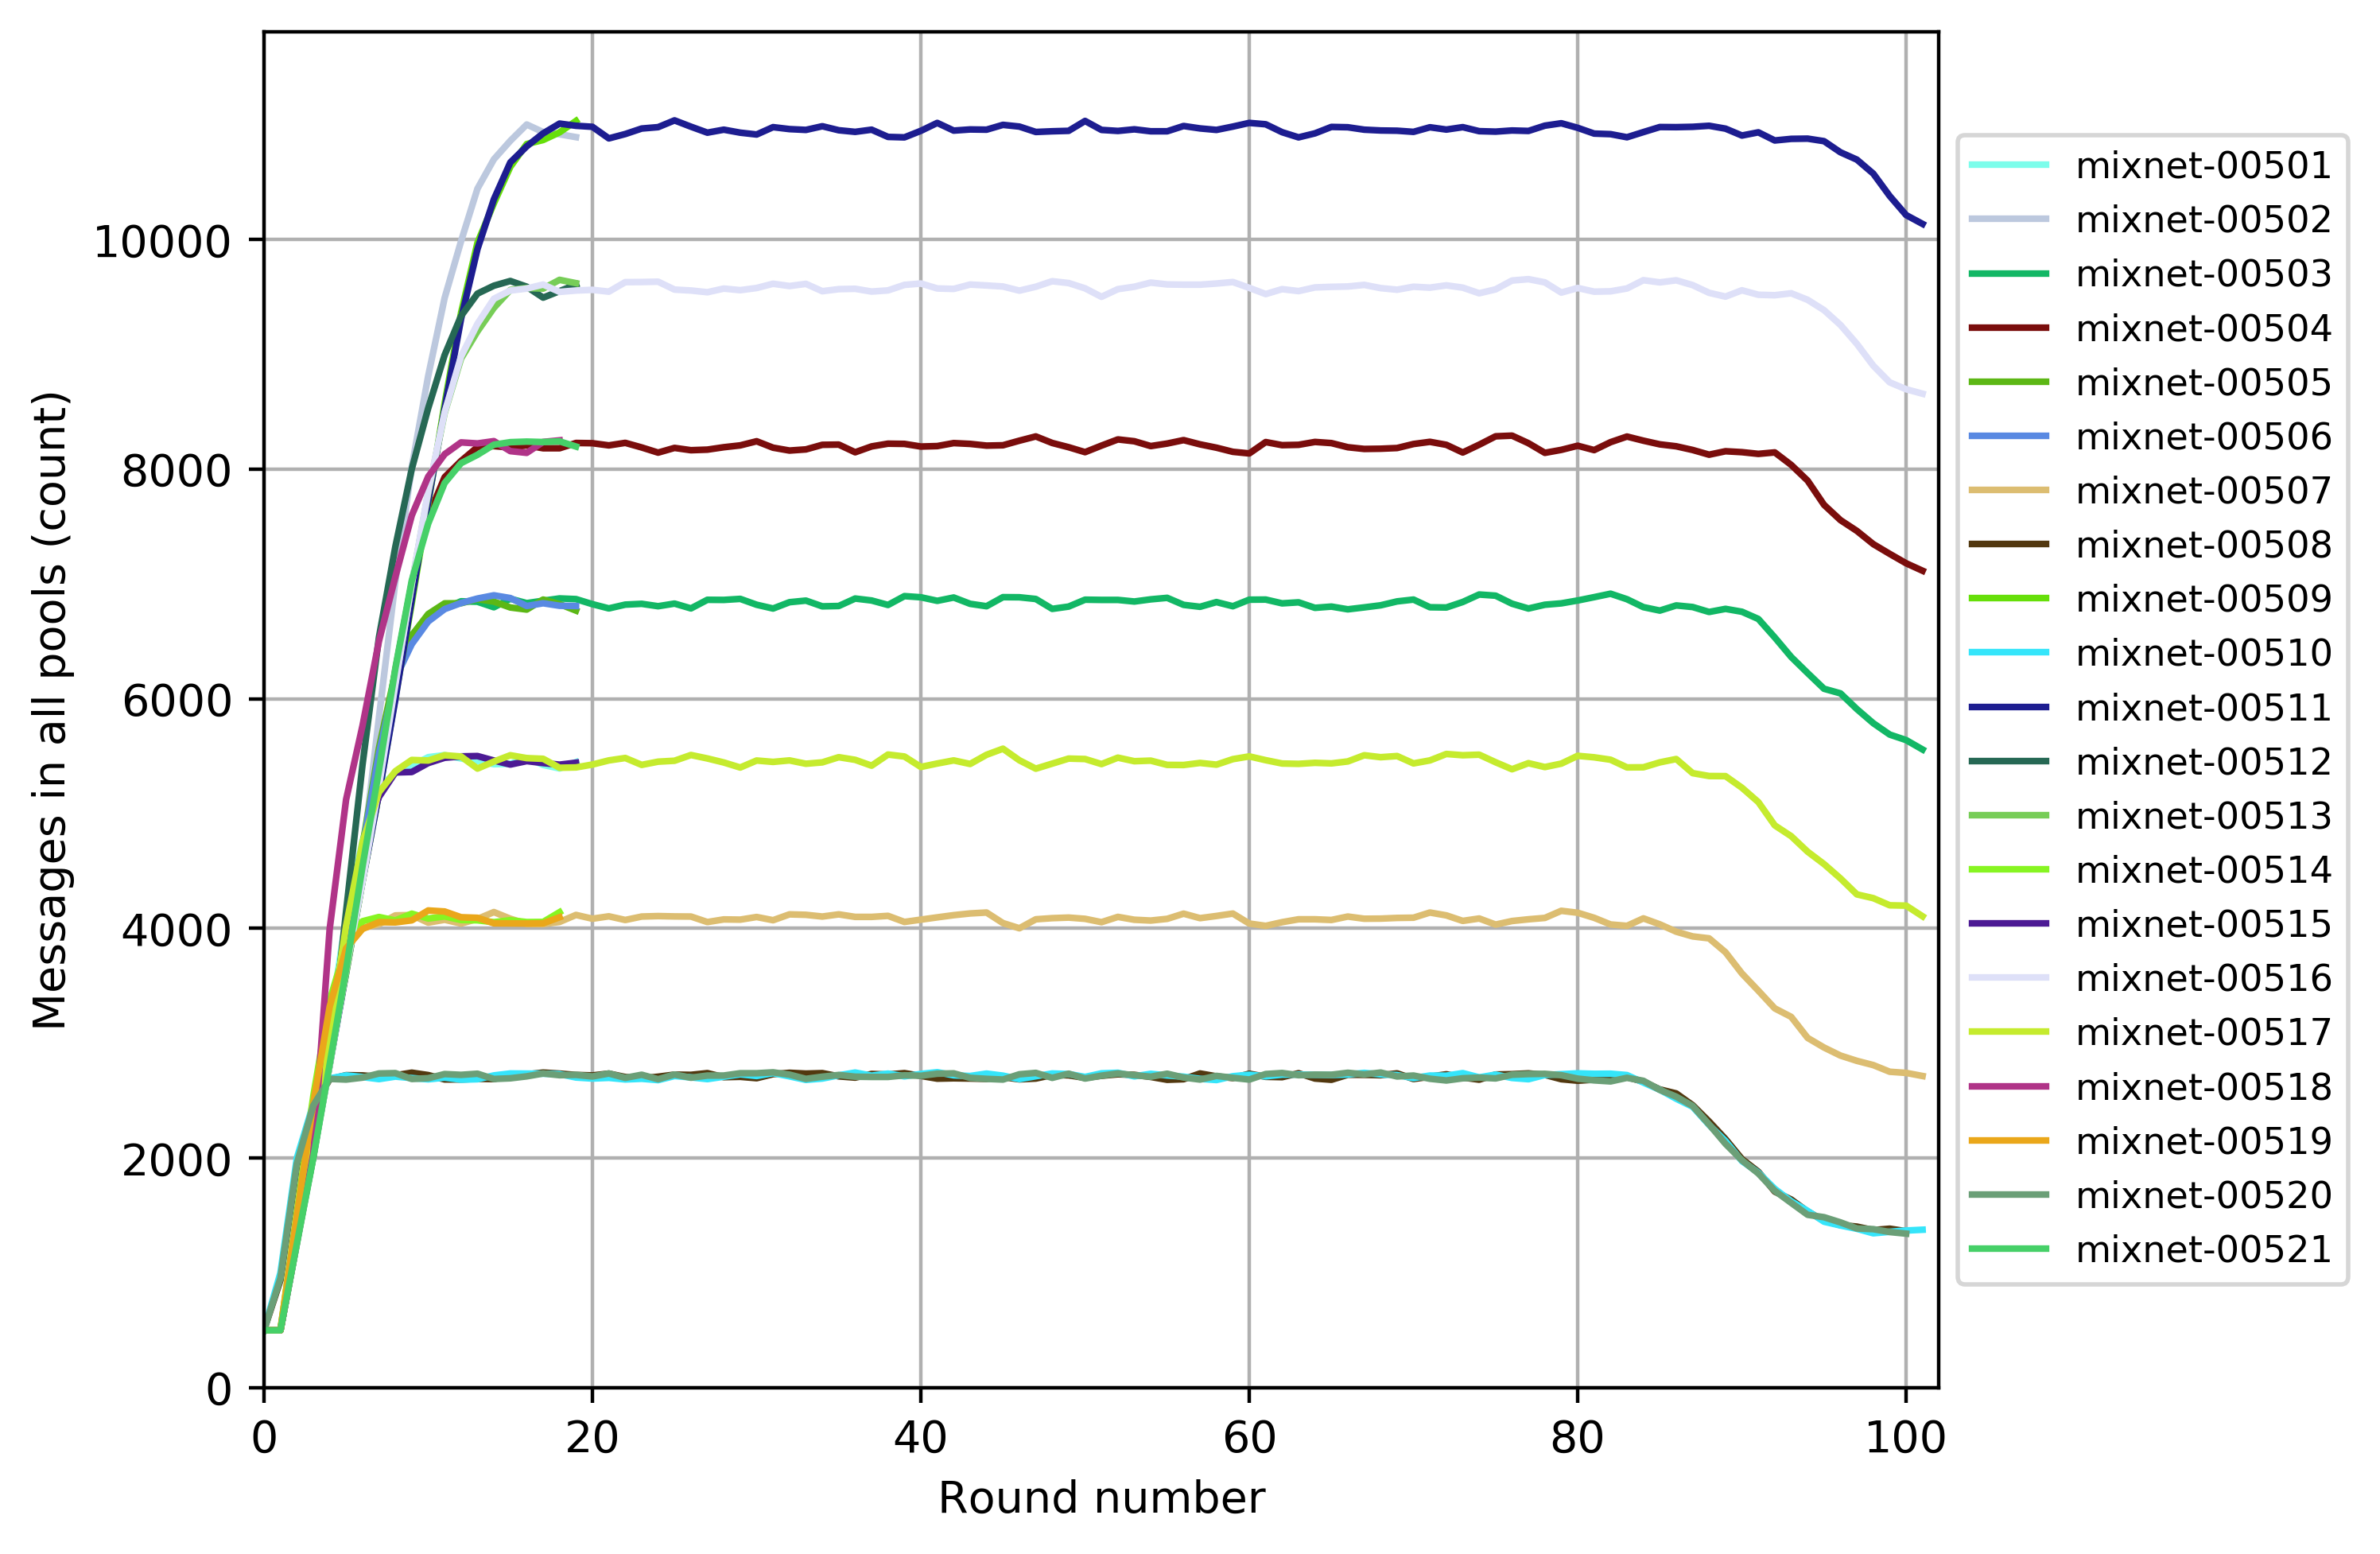 Messages in all pools (count)
10000
8000
6000
4000
2000
0
0 20 40 60 80 100
Round number
mixnet-00501
mixnet-00502
mixnet-00503
mixnet-00504
mixnet-00505
mixnet-00506
mixnet-00507
mixnet-00508
mixnet-00509
mixnet-00510
mixnet-00511
mixnet-00512
mixnet-00513
mixnet-00514
mixnet-00515
mixnet-00516
mixnet-00517
mixnet-00518
mixnet-00519
mixnet-00520
mixnet-00521